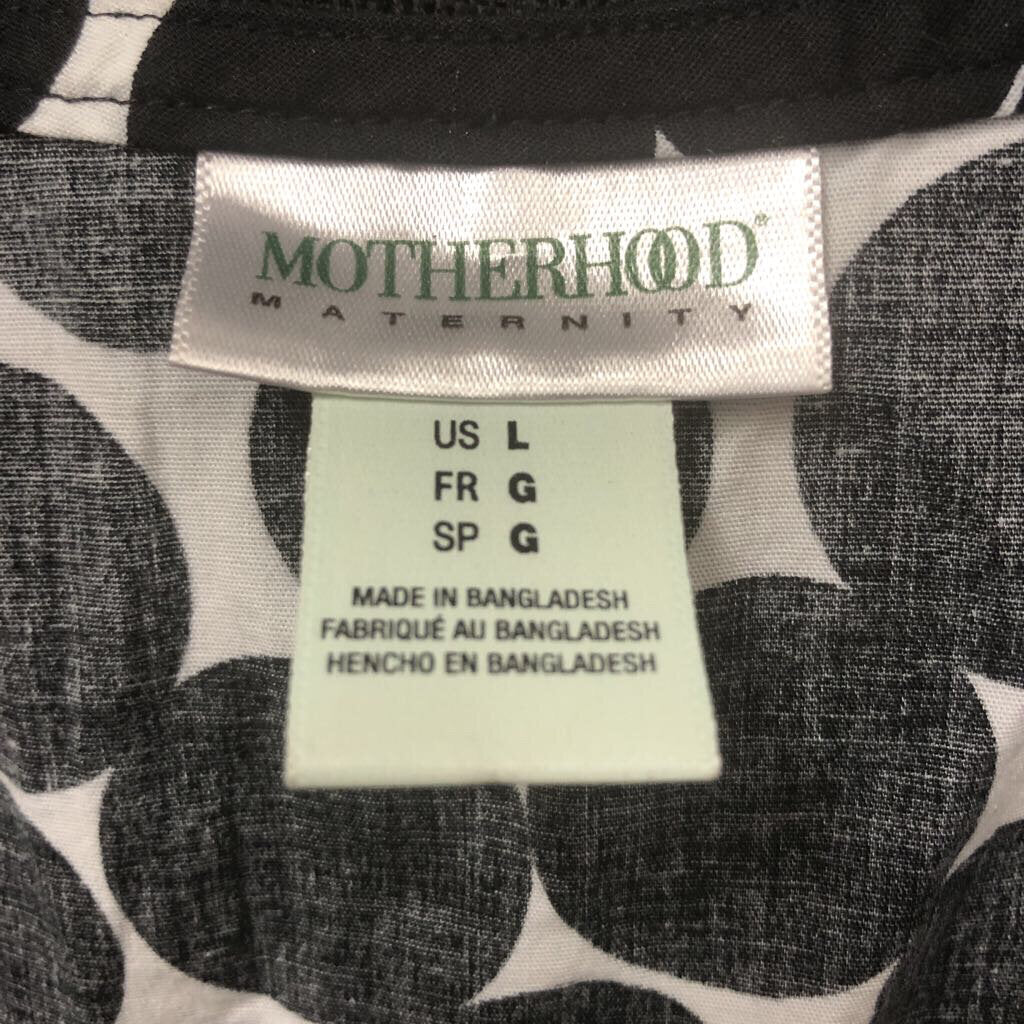 MOTHERHOOD®
MATERNITY
US L
FR G
SP G
MADE IN BANGLADESH
FABRIQUÉ AU BANGLADESH
HENCHO EN BANGLADESH